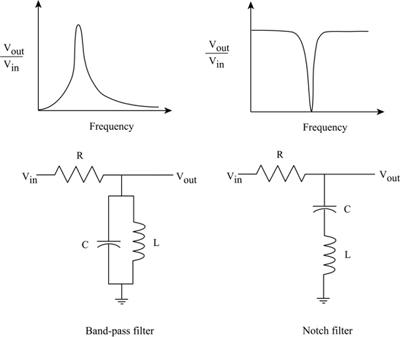 Vout
Vin
Frequency
Vout
Vin
Frequency
R
Vin
Vout
C
L
Band-pass filter
R
Vin
Vout
C
L
Notch filter